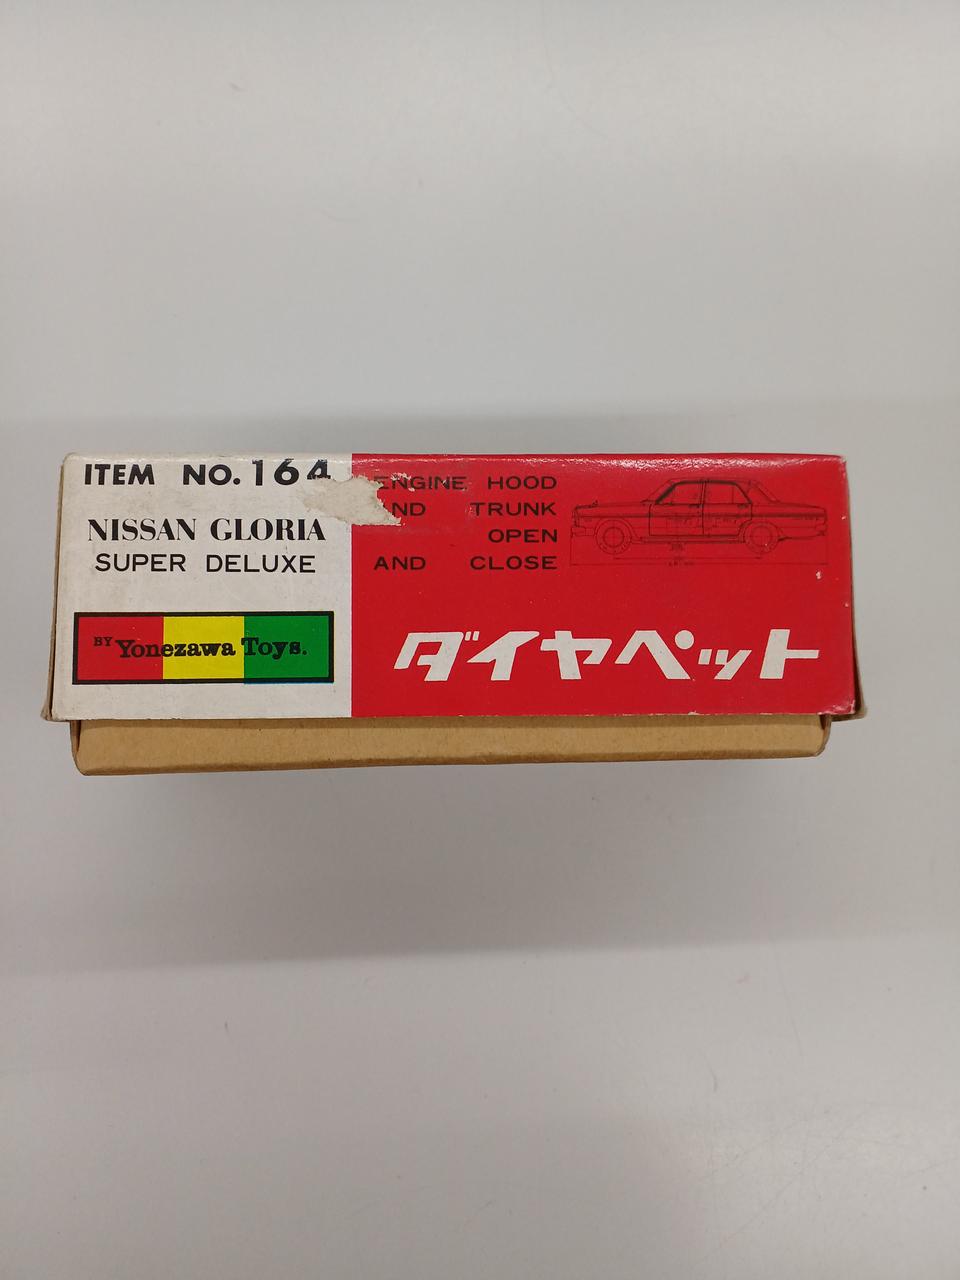 ITEM NO. 164
NISSAN GLORIA
SUPER DELUXE
BY Yonezawa Toys.
ENGINE HOOD
AND TRUNK
OPEN
AND CLOSE
ダイヤペット